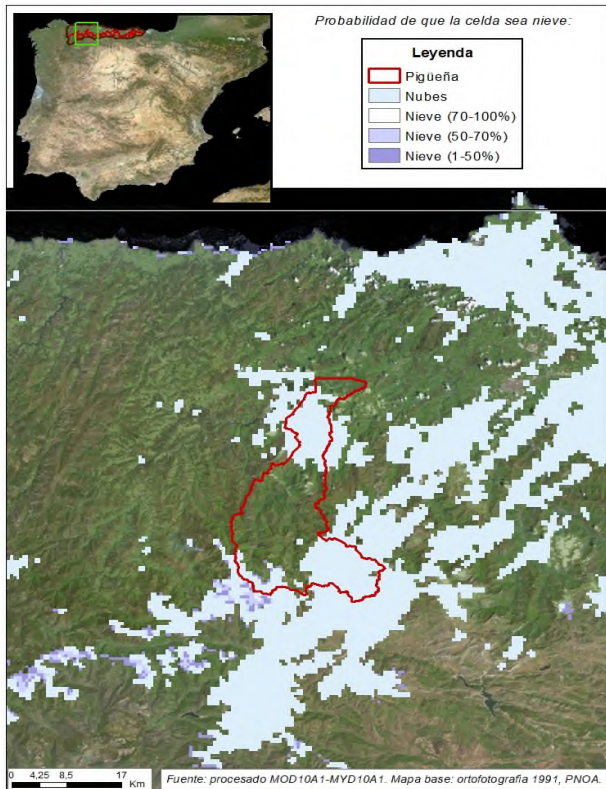 Probabilidad de que la celda sea nieve:
Leyenda
Pigüeña
Nubes
Nieve (70-100%)
Nieve (50-70%)
Nieve (1-50%)
0 4,25 8,5 17
Km
Fuente: procesado MOD10A1-MYD10A1. Mapa base: ortofotografia 1991, PNOA.